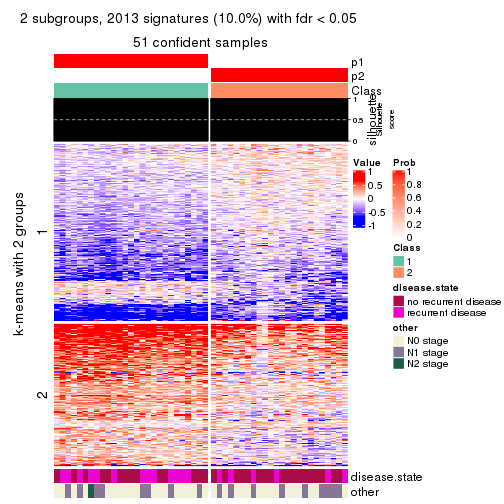 2 subgroups, 2013 signatures (10.0%) with fdr < 0.05
51 confident samples
p1
p2
Class
1
0.5
0
silhouette
Silhouette
score
k-means with 2 groups
1
2
Value
1
0.5
0
-0.5
-1
Prob
1
0.8
0.6
0.4
0.2
0
Class
1
2
disease.state
no recurrent disease
recurrent disease
other
N0 stage
N1 stage
N2 stage
disease.state
other